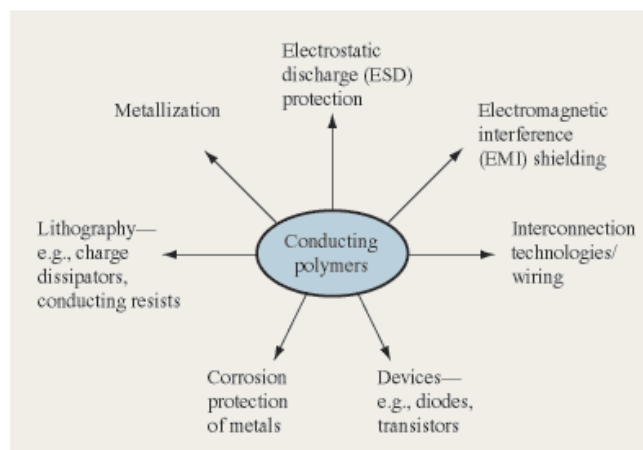 Electrostatic
discharge (ESD)
protection
Metallization
Electromagnetic
interference
(EMI) shielding
Lithography—
e.g., charge
dissipators,
conducting resists
Conducting
polymers
Interconnection
technologies/
wiring
Corrosion
protection
of metals
Devices—
e.g., diodes,
transistors